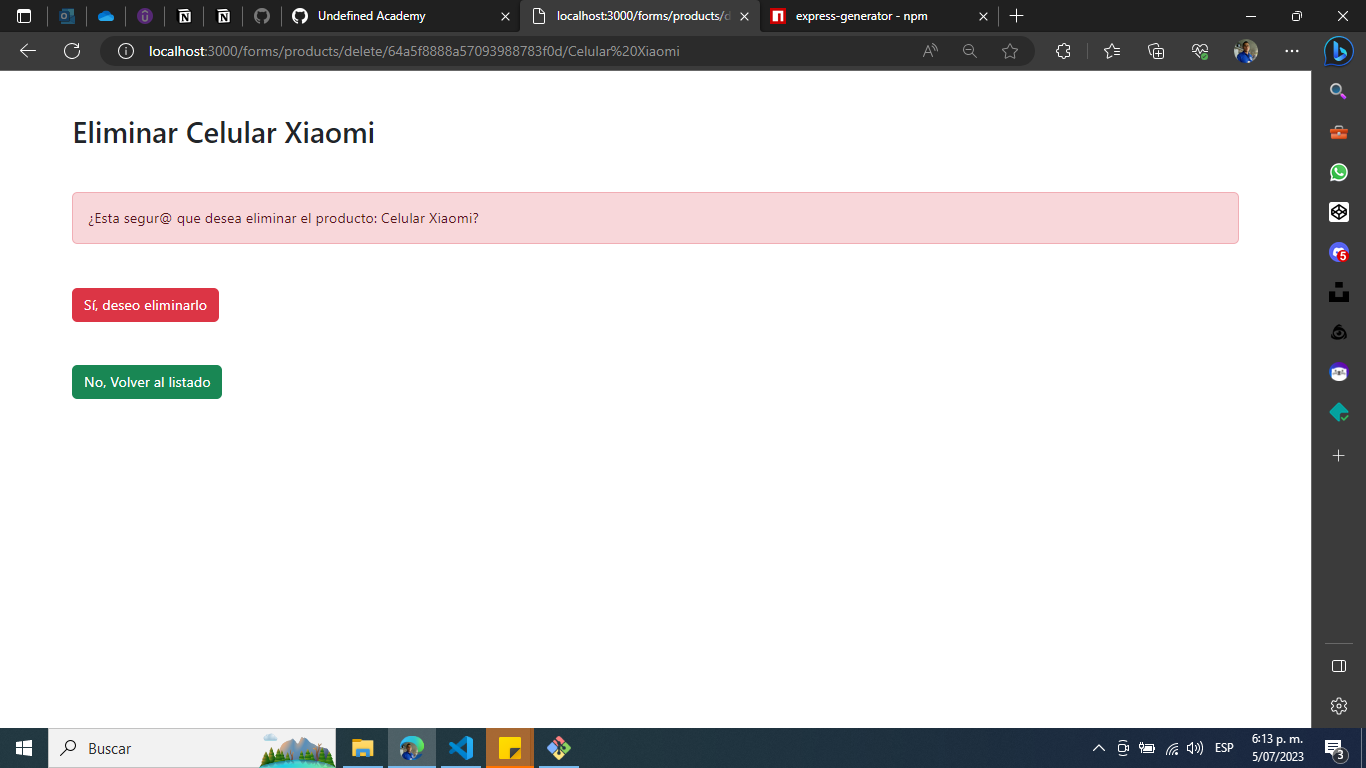 Undefined Academy
localhost:3000/forms/products/d
express-generator - npm
localhost:3000/forms/products/delete/64a5f8888a57093988783f0d/Celular%20Xiaomi
Eliminar Celular Xiaomi
¿Esta segur@ que desea eliminar el producto: Celular Xiaomi?
Sí, deseo eliminarlo
No, Volver al listado
5
Buscar
ESP
6:13 p. m.
5/07/2023
3